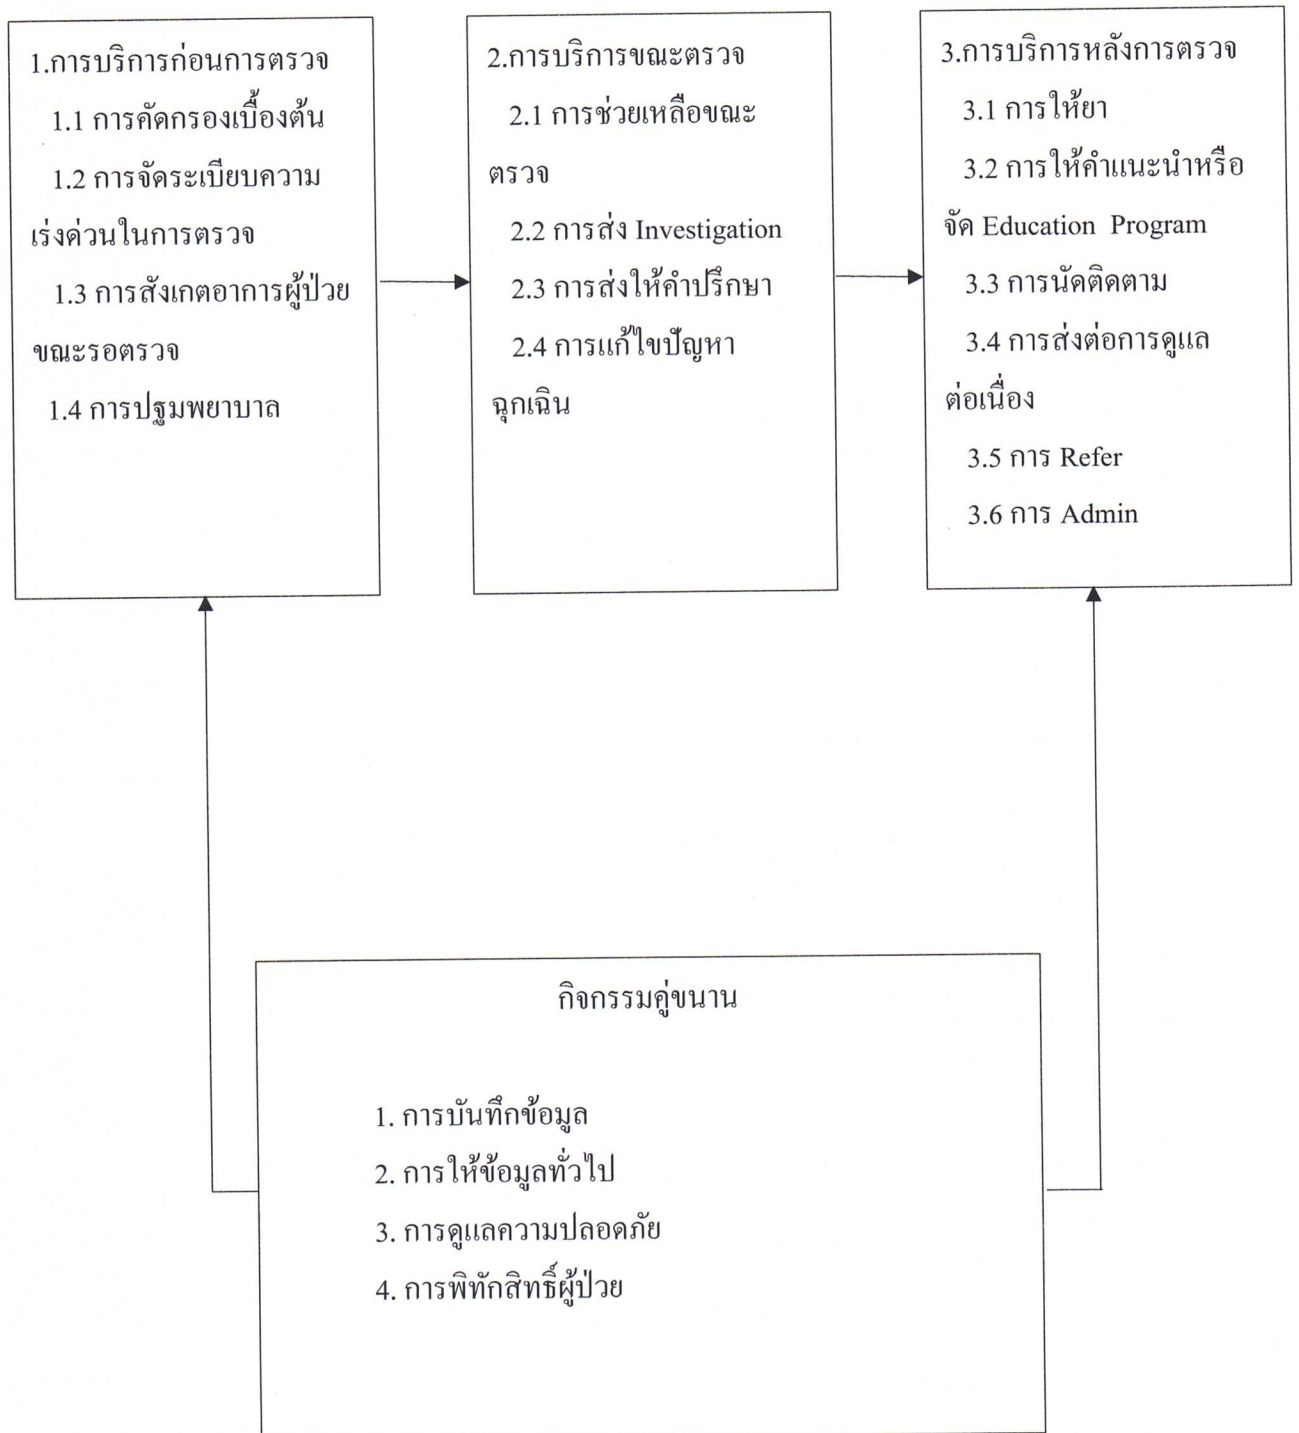 1.การบริการก่อนการตรวจ
1.1 การคัดกรองเบื้องต้น
1.2 การจัดระเบียบความ
เร่งด่วนในการตรวจ
1.3 การสังเกตอาการผู้ป่วย
ขณะรอตรวจ
1.4 การปฐมพยาบาล
2.การบริการขณะตรวจ
2.1 การช่วยเหลือขณะ
ตรวจ
2.2 การส่ง Investigation
2.3 การส่งให้คำปรึกษา
2.4 การแก้ไขปัญหา
ฉุกเฉิน
3.การบริการหลังการตรวจ
3.1 การให้ยา
3.2 การให้คำแนะนำหรือ
จัด Education Program
3.3 การนัดติดตาม
3.4 การส่งต่อการดูแล
ต่อเนื่อง
3.5 การ Refer
3.6 การ Admin
กิจกรรมคู่ขนาน
1. การบันทึกข้อมูล
2. การให้ข้อมูลทั่วไป
3. การดูแลความปลอดภัย
4. การพิทักสิทธิ์ผู้ป่วย